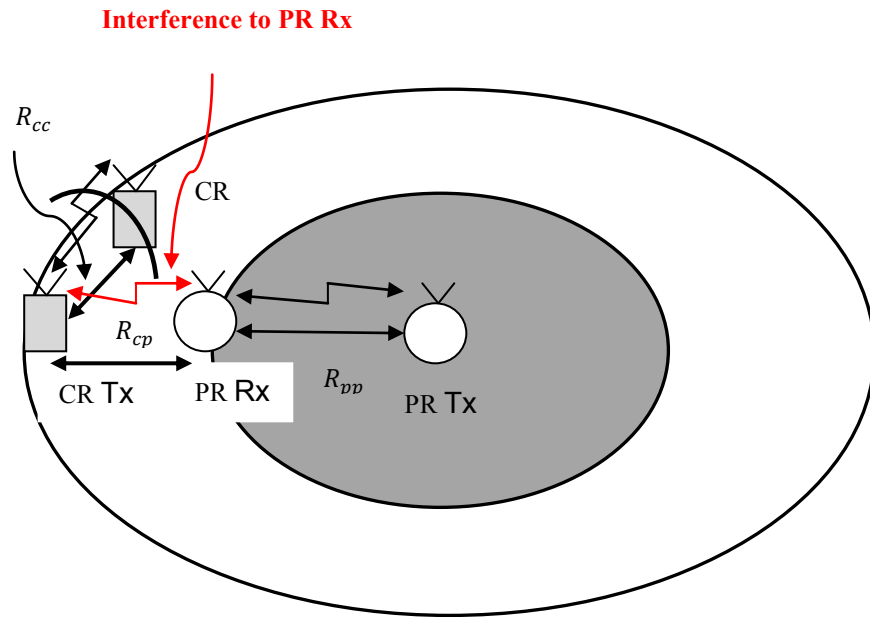 Interference to PR Rx
R_cc
CR
R_cp
R_pp
CR Tx
PR Rx
PR Tx